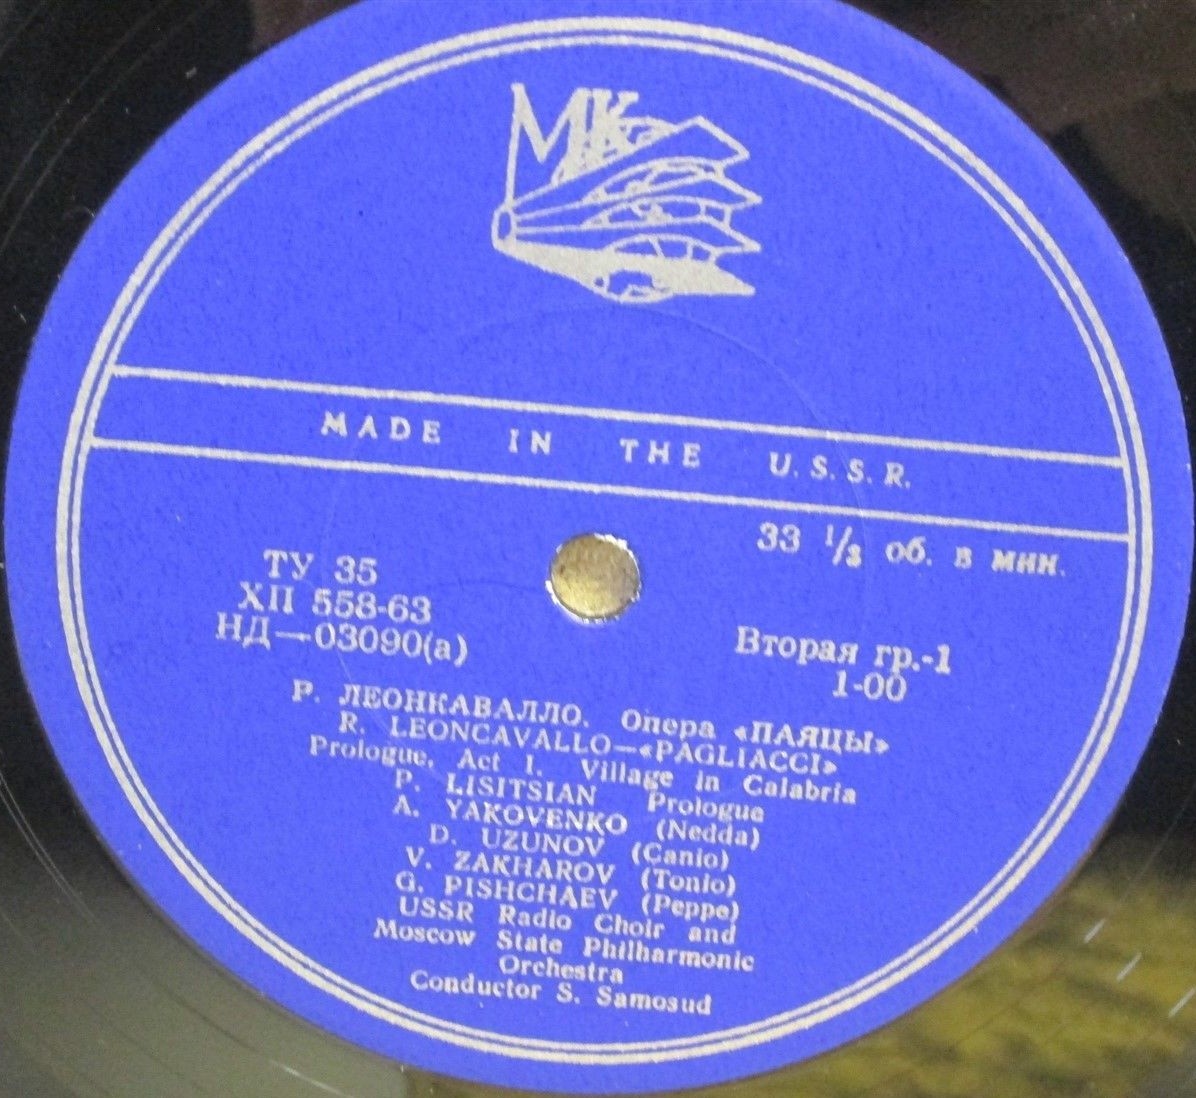 МК
MADE IN THE U.S.S.R.
33 1/3 об. в мин.
ТУ 35
ХП 558-63
НД—03090(а)
Вторая гр.-1
1-00
Р. ЛЕОНКАВАЛЛО. Опера «ПАЯЦЫ»
R. LEONCAVALLO—«PAGLIACCI»
Prologue, Act I. Village in Calabria
P. LISITSIAN Prologue
A. YAKOVENKO (Nedda)
D. UZUNOV (Canio)
V. ZAKHAROV (Tonio)
G. PISHCHAEV (Peppe)
USSR Radio Choir and
Moscow State Philharmonic
Orchestra
Conductor S. Samosud